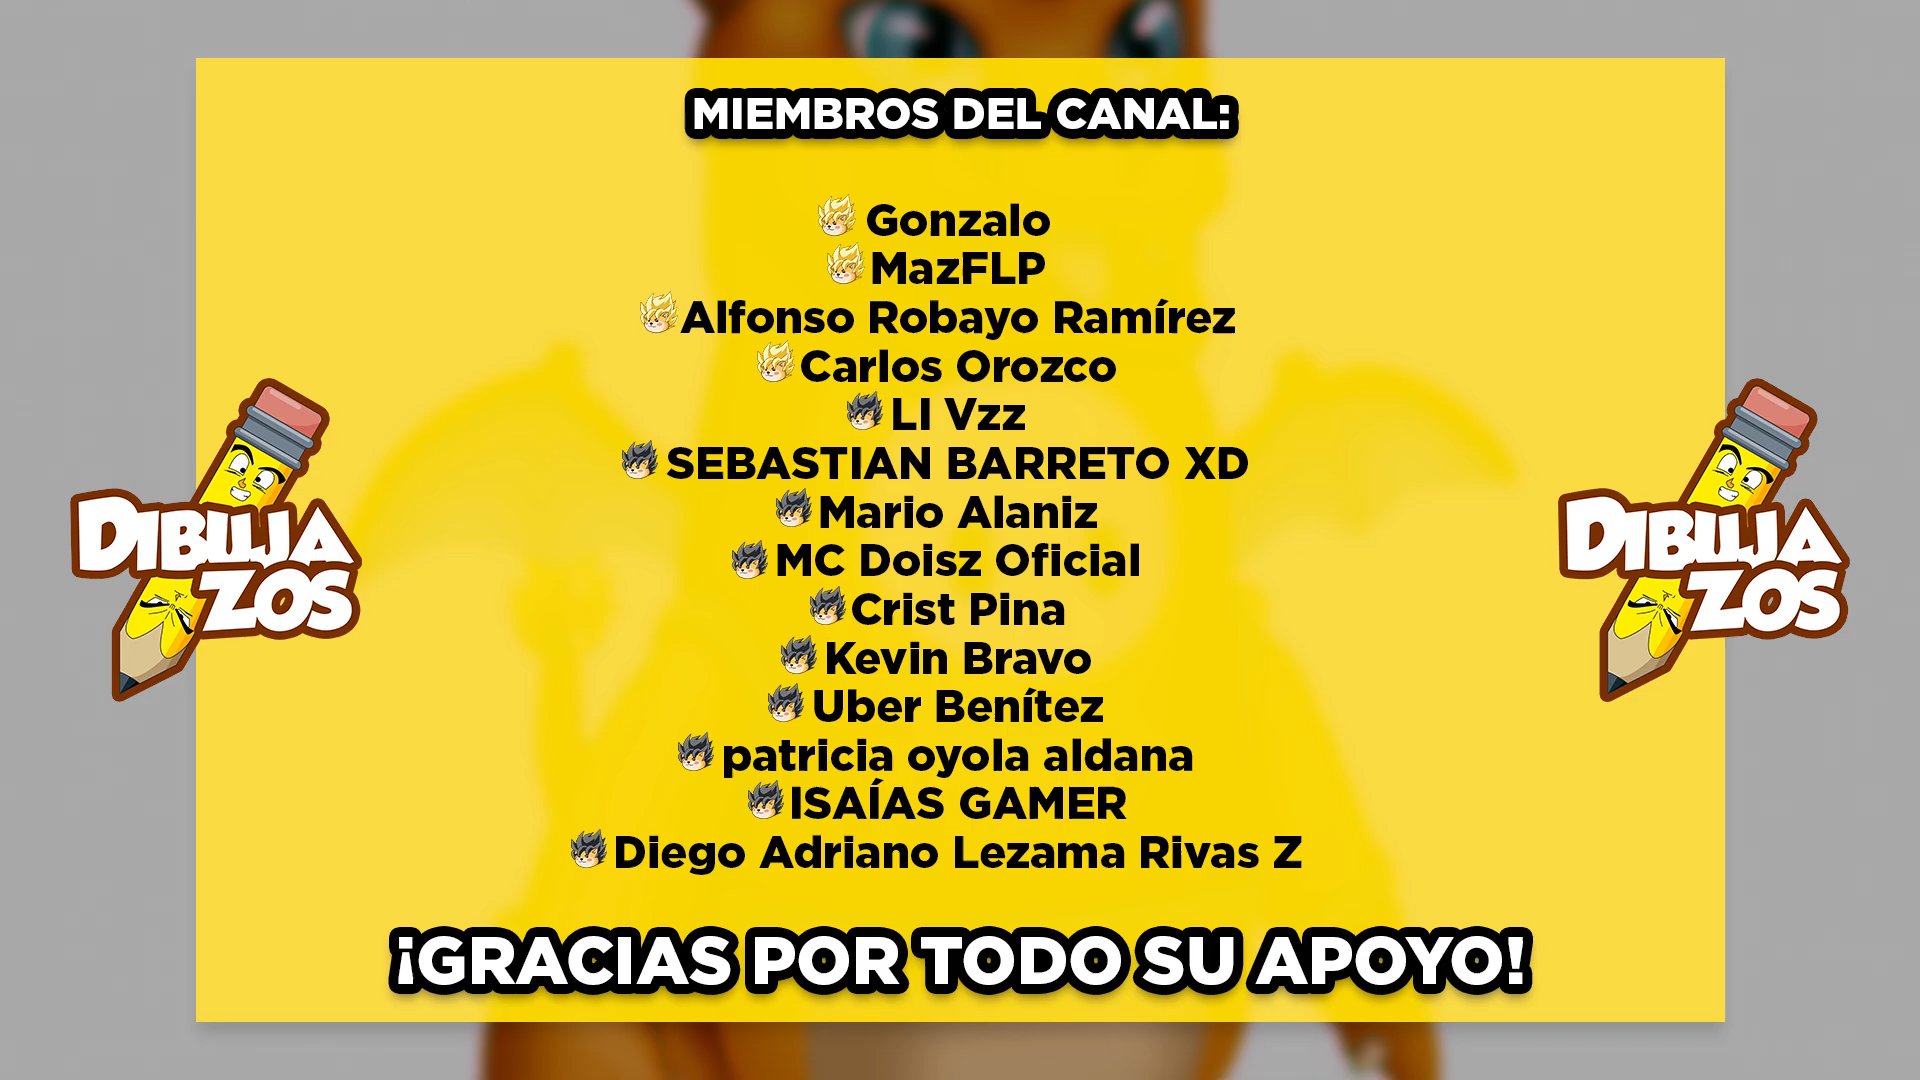 MIEMBROS DEL CANAL:
Gonzalo
MazFLP
Alfonso Robayo Ramírez
Carlos Orozco
LI Vzz
SEBASTIAN BARRETO XD
Mario Alaniz
MC Doisz Oficial
Crist Pina
Kevin Bravo
Uber Benítez
patricia oyola aldana
ISAÍAS GAMER
Diego Adriano Lezama Rivas Z
DIBUJA
ZOS
DIBUJA
ZOS
¡GRACIAS POR TODO SU APOYO!